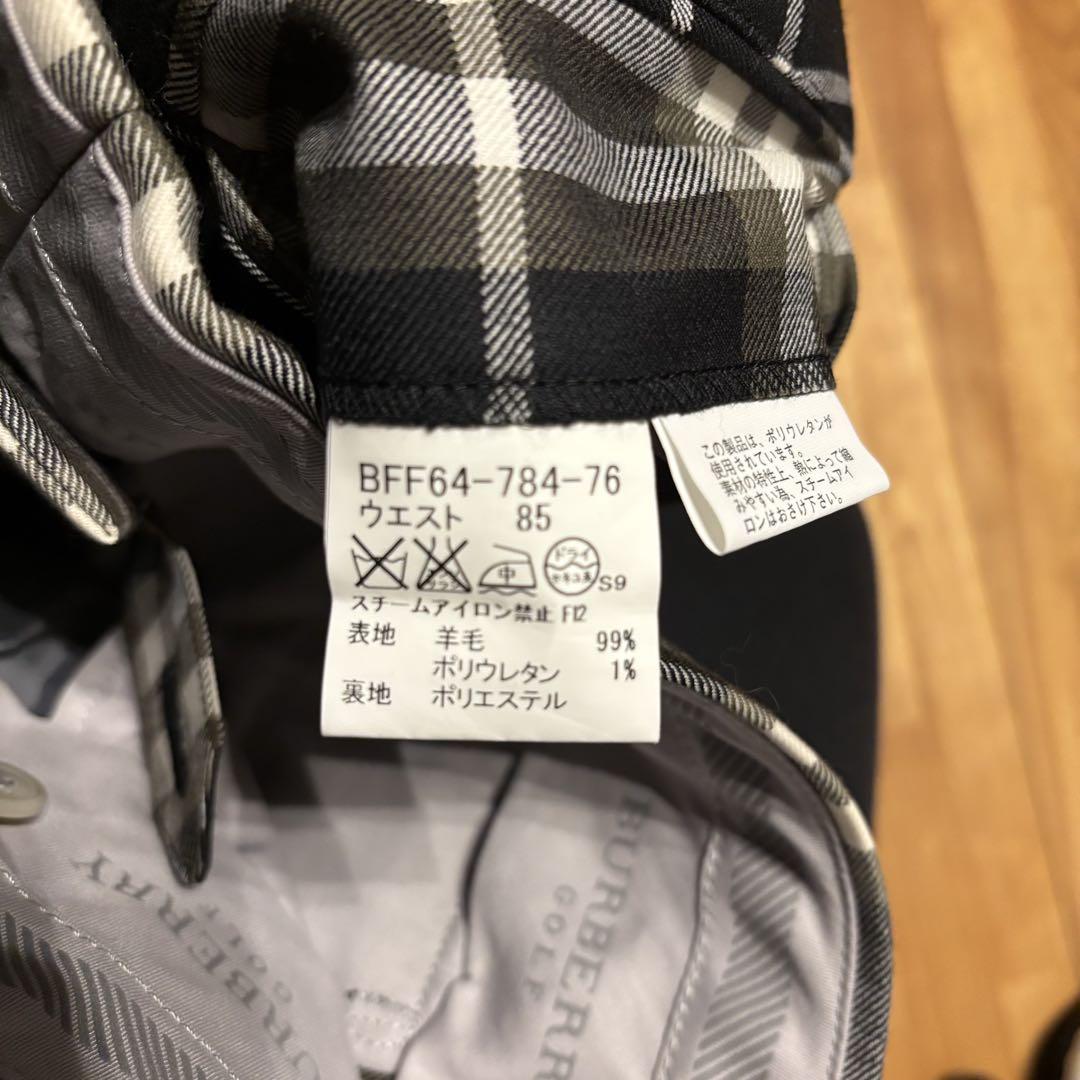 BFF64-784-76
ウエスト 85
中
ドライ
セキユ系
S9
スチームアイロン禁止 F12
表地 羊毛 99%
ポリウレタン 1%
裏地 ポリエステル
この製品は、ポリウレタンが
使用されています。
素材の特性上、熱によって縮
みやすい為、スチームアイ
ロンはおさけ下さい。
BURBERRY
GOLF
BURBERRY
GOLF